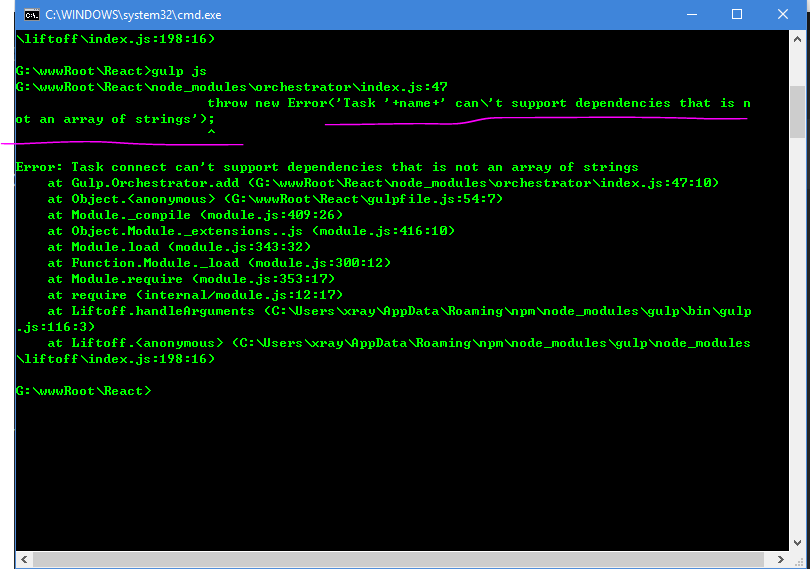 C:\WINDOWS\system32\cmd.exe
\liftoff\index.js:198:16)
G:\wwwRoot\React>gulp js
G:\wwwRoot\React\node_modules\orchestrator\index.js:47
throw new Error('Task '+name+' can\'t support dependencies that is n
ot an array of strings');
^
Error: Task connect can't support dependencies that is not an array of strings
at Gulp.Orchestrator.add (G:\wwwRoot\React\node_modules\orchestrator\index.js:47:10)
at Object.<anonymous> (G:\wwwRoot\React\gulpfile.js:54:7)
at Module._compile (module.js:409:26)
at Object.Module._extensions..js (module.js:416:10)
at Module.load (module.js:343:32)
at Function.Module._load (module.js:300:12)
at Module.require (module.js:353:17)
at require (internal/module.js:12:17)
at Liftoff.handleArguments (C:\Users\xray\AppData\Roaming\npm\node_modules\gulp\bin\gulp
.js:116:3)
at Liftoff.<anonymous> (C:\Users\xray\AppData\Roaming\npm\node_modules\gulp\node_modules
\liftoff\index.js:198:16)
G:\wwwRoot\React>